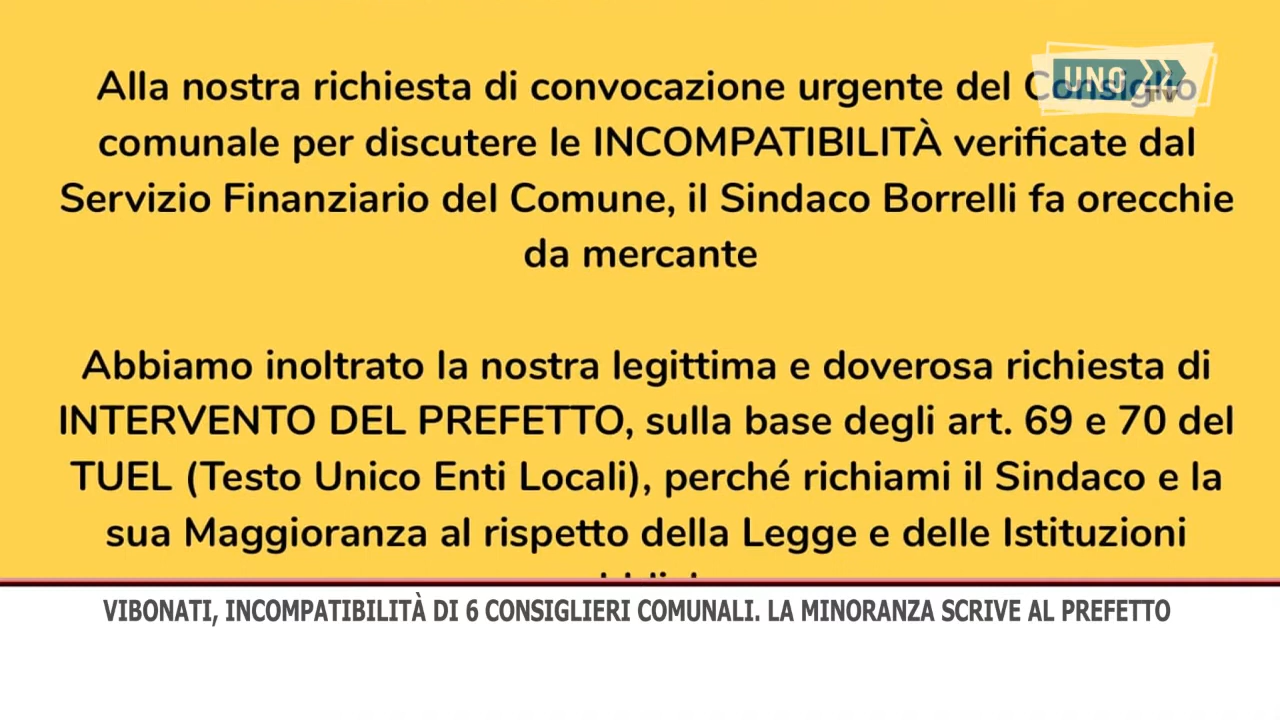 Alla nostra richiesta di convocazione urgente del Consiglio
comunale per discutere le INCOMPATIBILITÀ verificate dal
Servizio Finanziario del Comune, il Sindaco Borrelli fa orecchie
da mercante
Abbiamo inoltrato la nostra legittima e doverosa richiesta di
INTERVENTO DEL PREFETTO, sulla base degli art. 69 e 70 del
TUEL (Testo Unico Enti Locali), perché richiami il Sindaco e la
sua Maggioranza al rispetto della Legge e delle Istituzioni
VIBONATI, INCOMPATIBILITÀ DI 6 CONSIGLIERI COMUNALI. LA MINORANZA SCRIVE AL PREFETTO
UNO TV